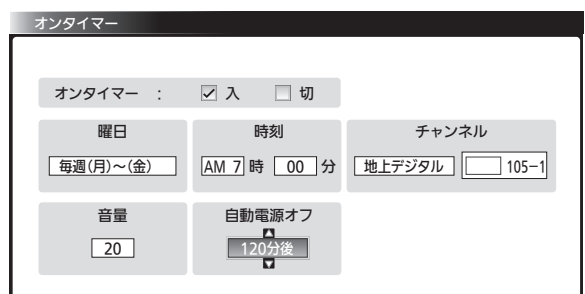 オンタイマー
オンタイマー : 入 切
曜日 時刻 チャンネル
毎週(月)~(金) AM 7 時 00 分 地上デジタル 105-1
音量 自動電源オフ
20 120分後